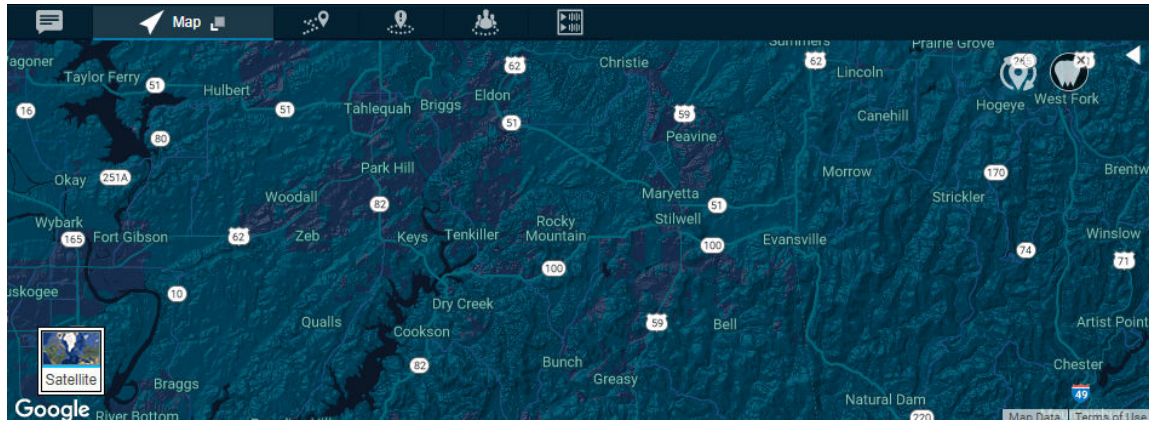 Map
Summers
Prairie Grove
agoner
Christie
62
62
265
Taylor Ferry
51
Hulbert
Lincoln
Eldon
Tahlequah
Briggs
16
51
59
Canehill
Hogeye
West Fork
51
Peavine
80
Park Hill
Okay
251A
Morrow
170
Brentw
Woodall
Maryetta
Strickler
82
51
Wybark
Rocky
Mountain
Stilwell
165
Fort Gibson
62
Zeb
Keys
Tenkiller
100
Evansville
Winslow
74
71
100
uskogee
10
Dry Creek
Qualls
Cookson
59
Bell
Artist Point
Satellite
Braggs
82
Bunch
Greasy
Chester
49
Natural Dam
Google
River Bottom
220
Map Data
Terms of Use